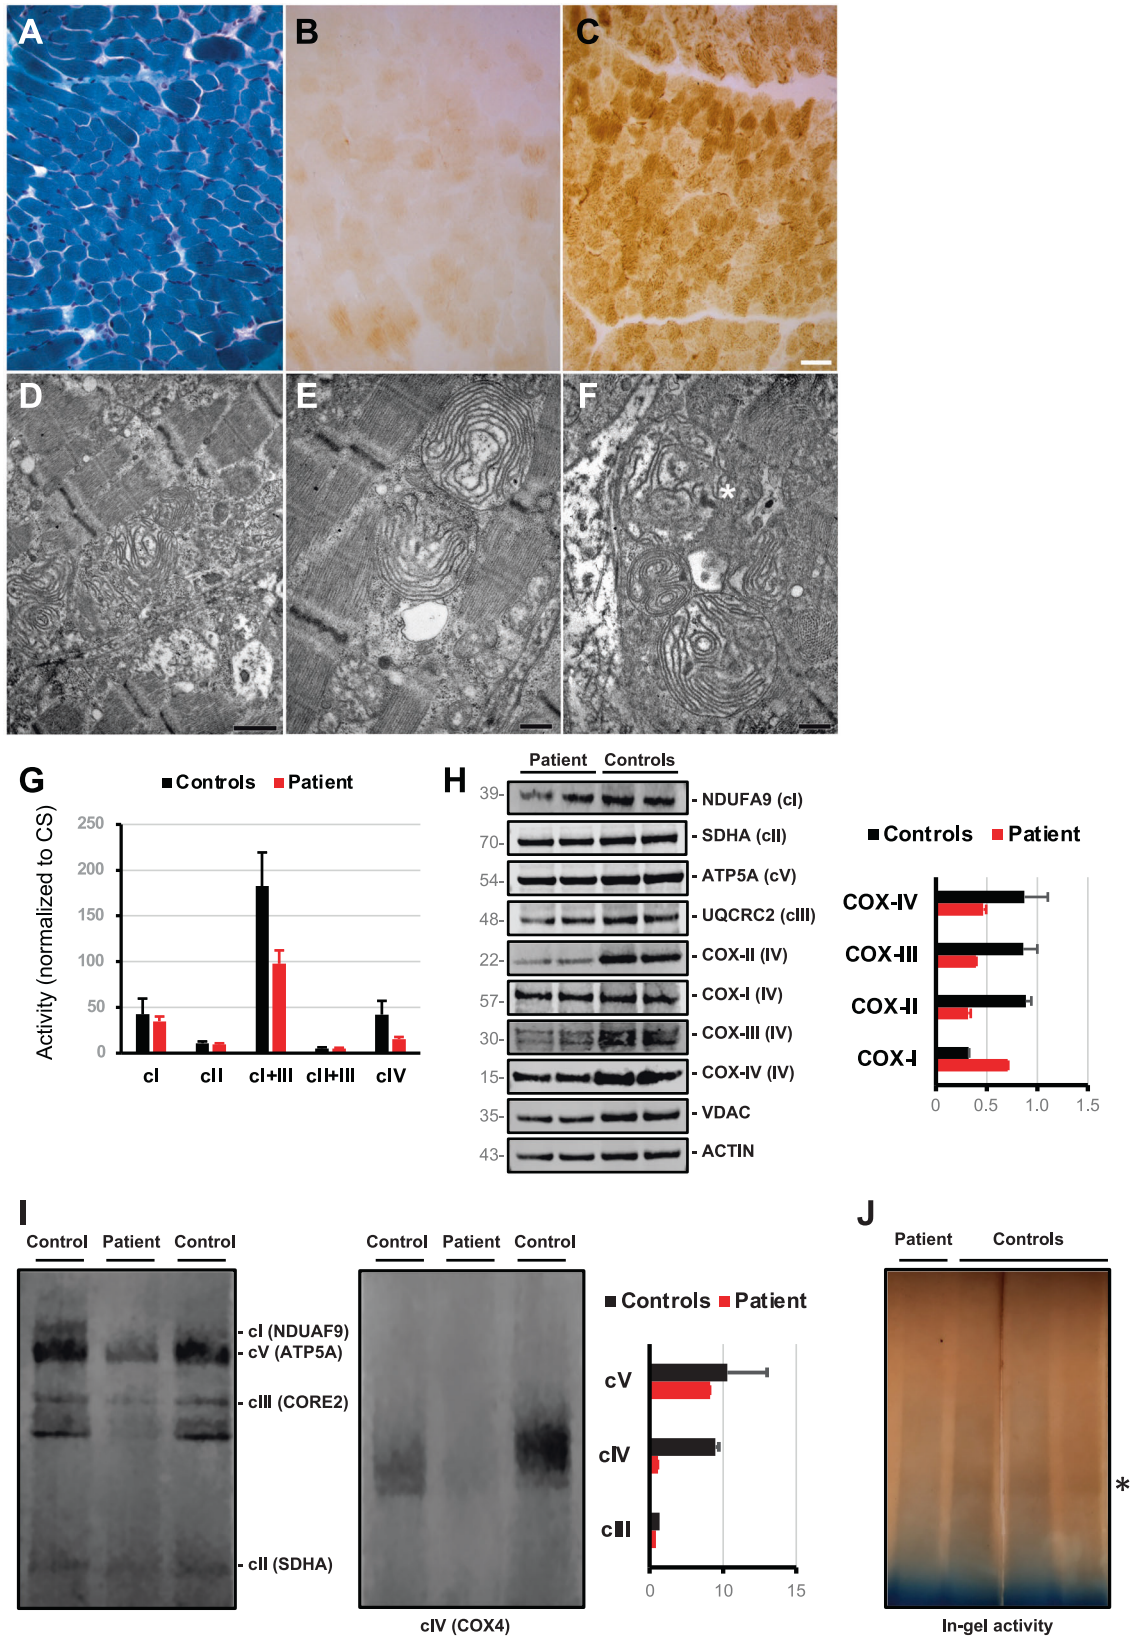 A
B
C
D
E
F
*
G
Controls Patient
Activity (normalized to CS)
250
200
150
100
50
0
cI cII cI+III cII+III cIV
H
Patient Controls
39- - NDUFA9 (cI)
70- - SDHA (cII)
54- - ATP5A (cV)
48- - UQCRC2 (cIII)
22- - COX-II (IV)
57- - COX-I (IV)
30- - COX-III (IV)
15- - COX-IV (IV)
35- - VDAC
43- - ACTIN
Controls Patient
COX-IV
COX-III
COX-II
COX-I
0 0.5 1.0 1.5
I
Control Patient Control
- cI (NDUAF9)
- cV (ATP5A)
- cIII (CORE2)
- cII (SDHA)
Control Patient Control
cIV (COX4)
Controls Patient
cV
cIV
cIII
0 10 15
J
Patient Controls
*
In-gel activity